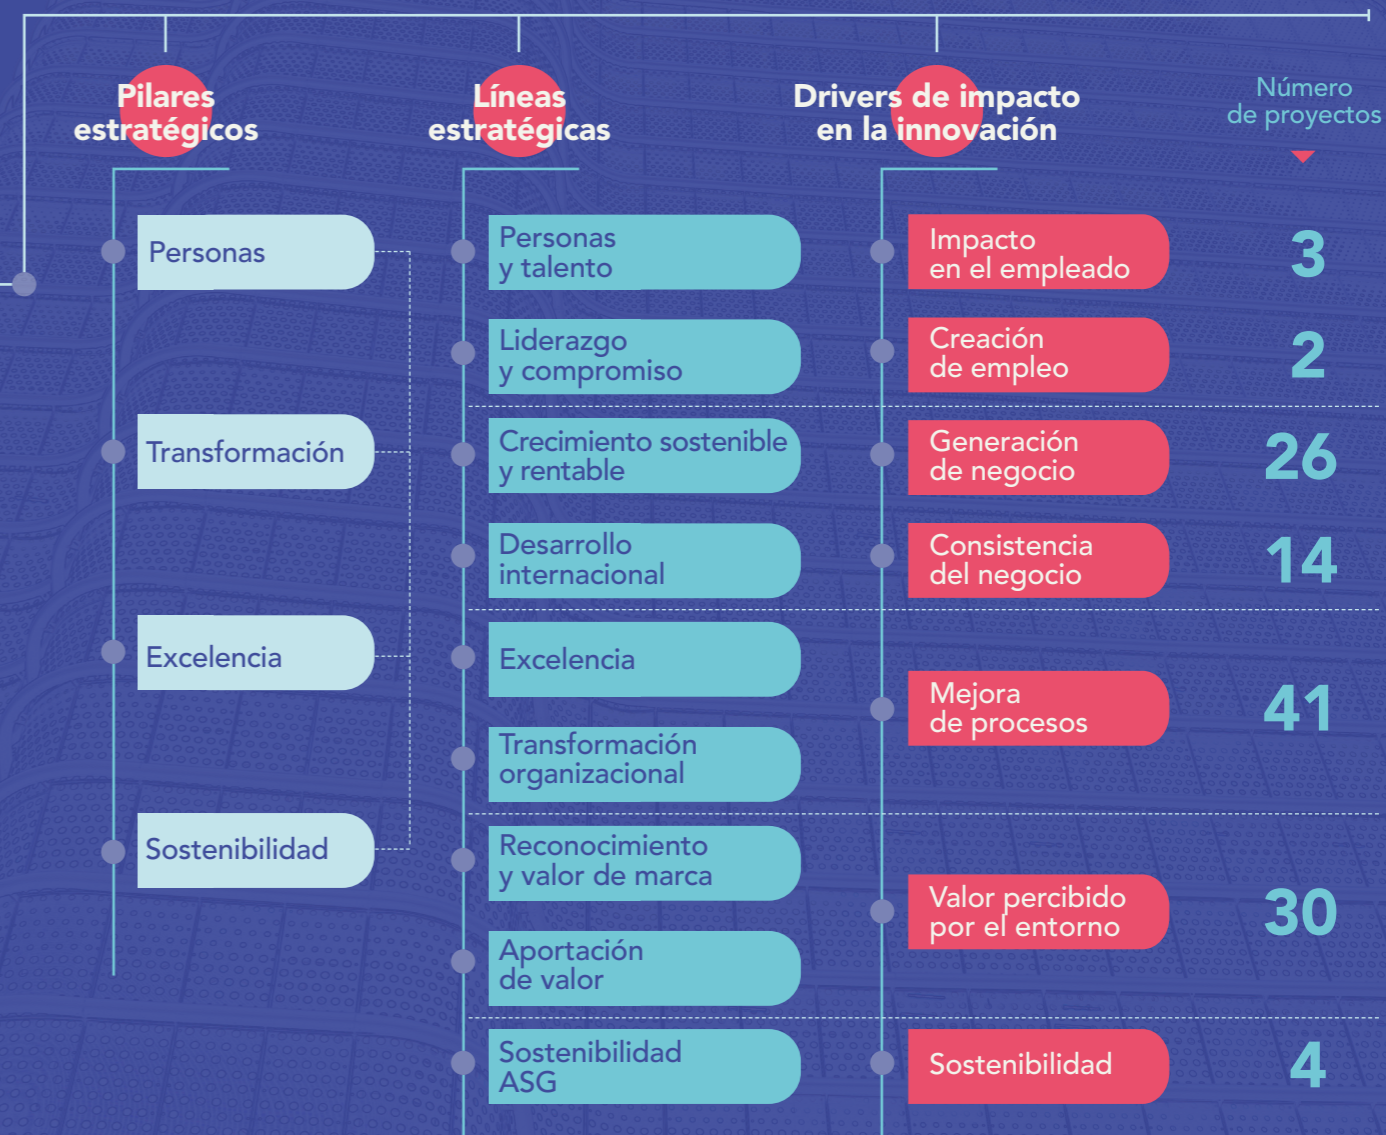 Pilares
estratégicos
Líneas
estratégicas
Drivers de impacto
en la innovación
Número
de proyectos
Personas
Transformación
Excelencia
Sostenibilidad
Personas
y talento
Liderazgo
y compromiso
Crecimiento sostenible
y rentable
Desarrollo
internacional
Excelencia
Transformación
organizacional
Reconocimiento
y valor de marca
Aportación
de valor
Sostenibilidad
ASG
Impacto
en el empleado
3
Creación
de empleo
2
Generación
de negocio
26
Consistencia
del negocio
14
Mejora
de procesos
41
Valor percibido
por el entorno
30
Sostenibilidad
4